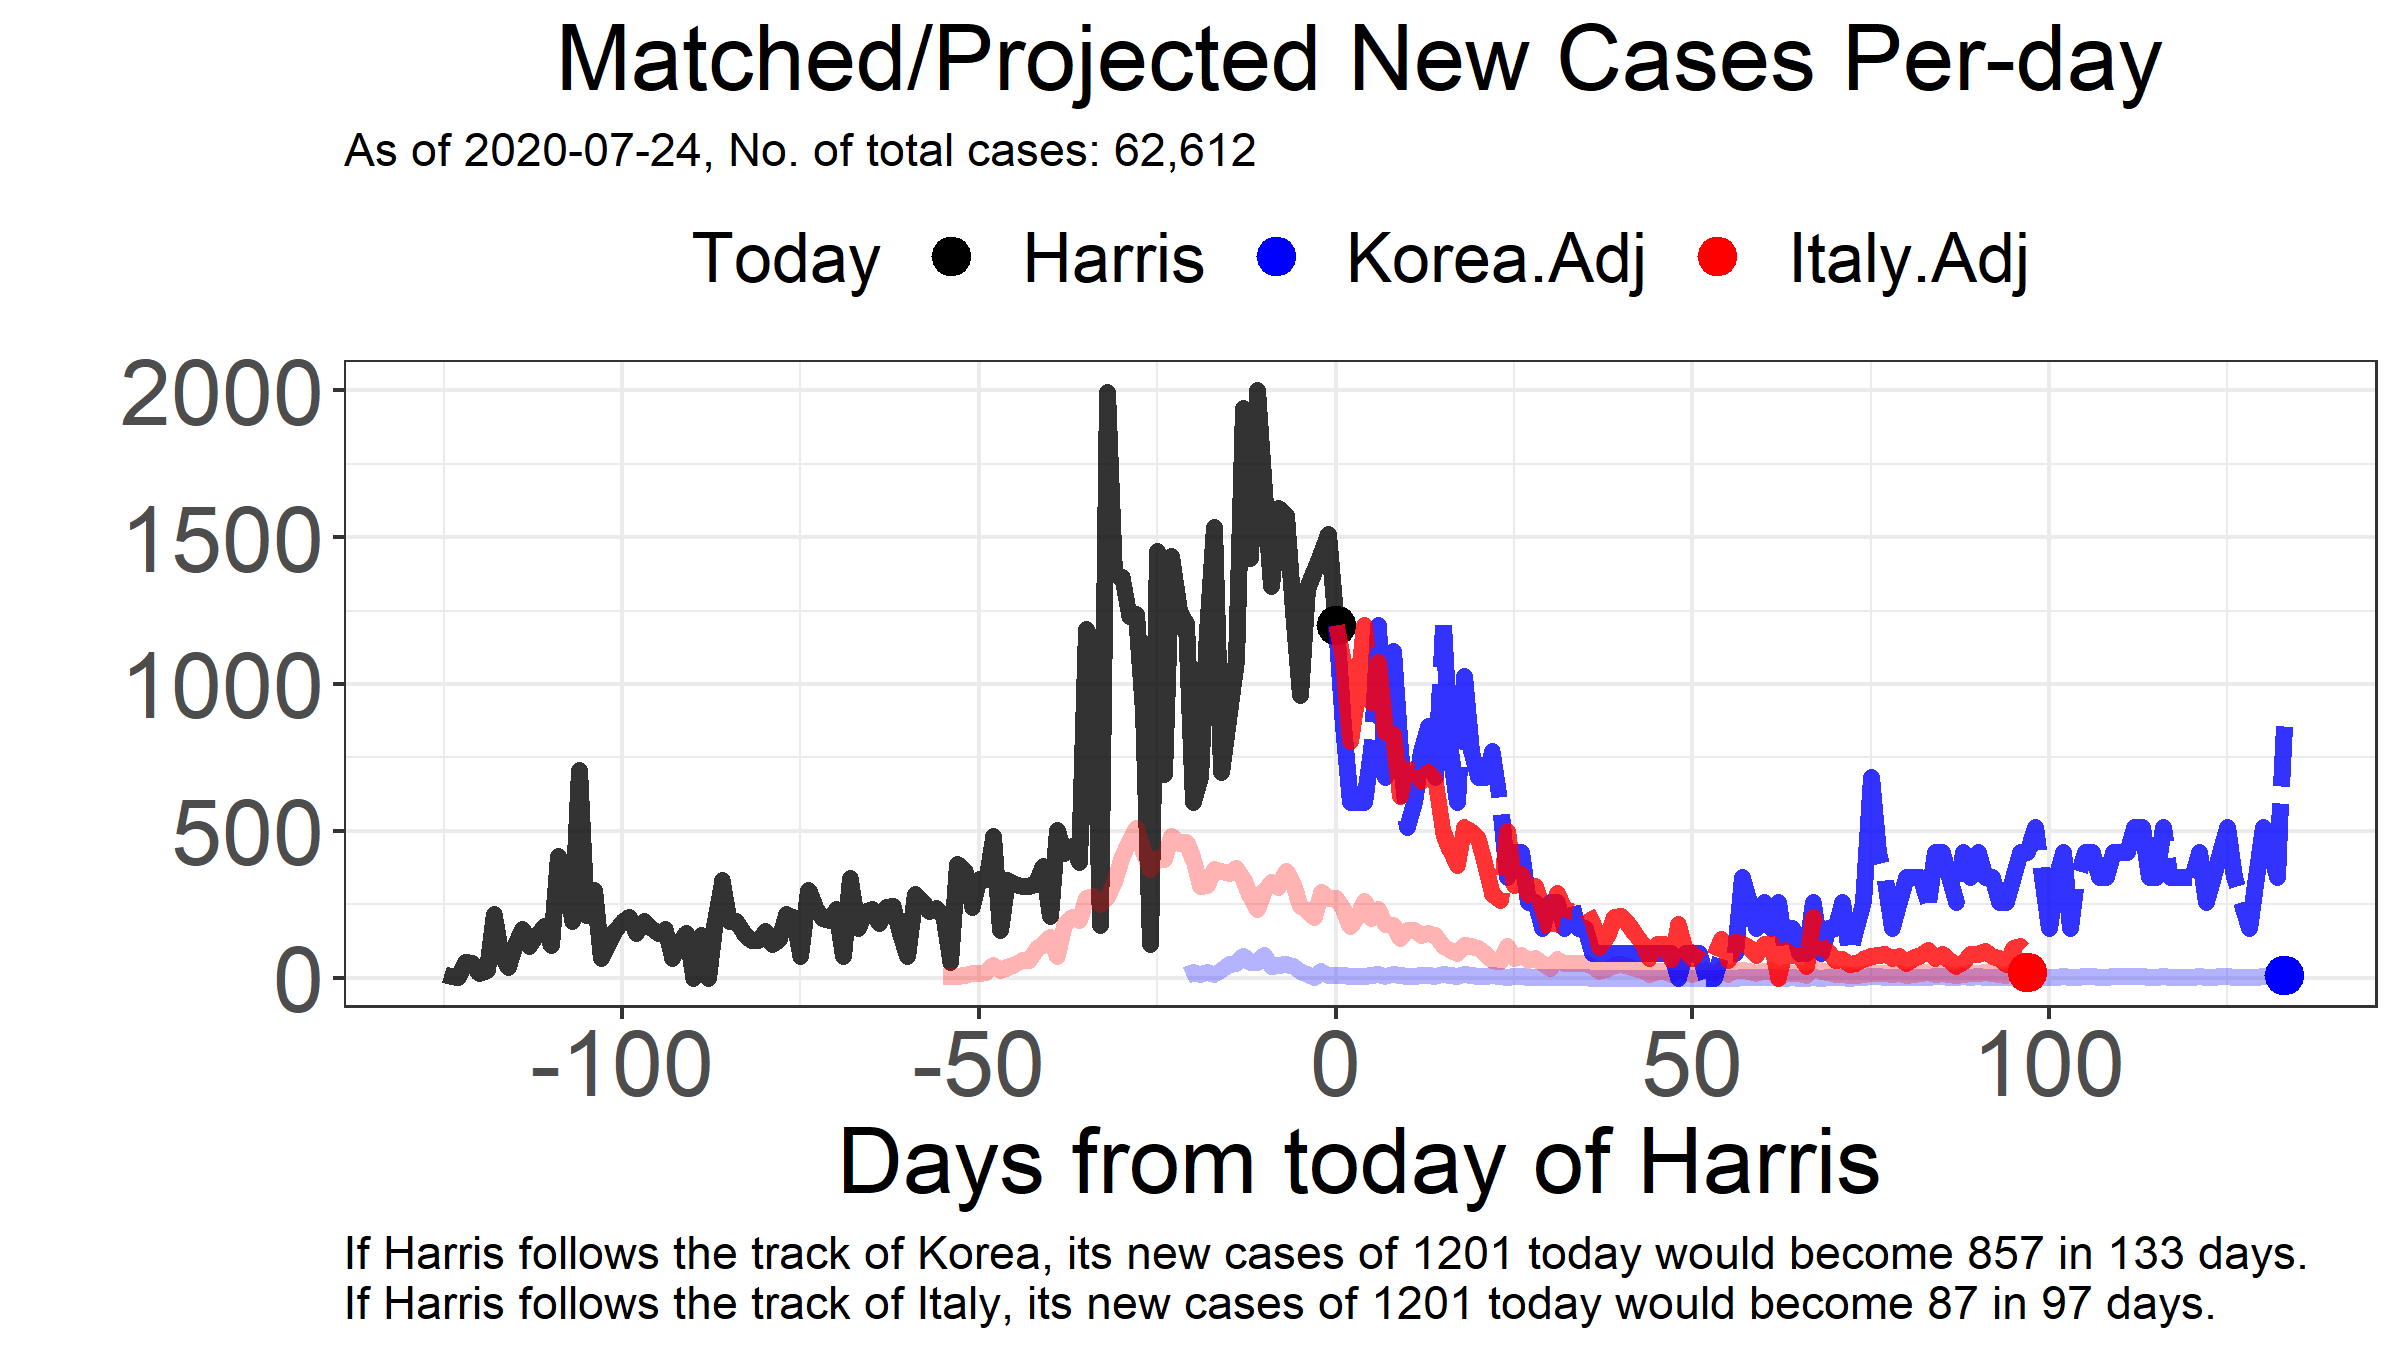 Matched/Projected New Cases Per-day
As of 2020-07-24, No. of total cases: 62,612
Today Harris Korea.Adj Italy.Adj
2000
1500
1000
500
0
-100 -50 0 50 100
Days from today of Harris
If Harris follows the track of Korea, its new cases of 1201 today would become 857 in 133 days.
If Harris follows the track of Italy, its new cases of 1201 today would become 87 in 97 days.